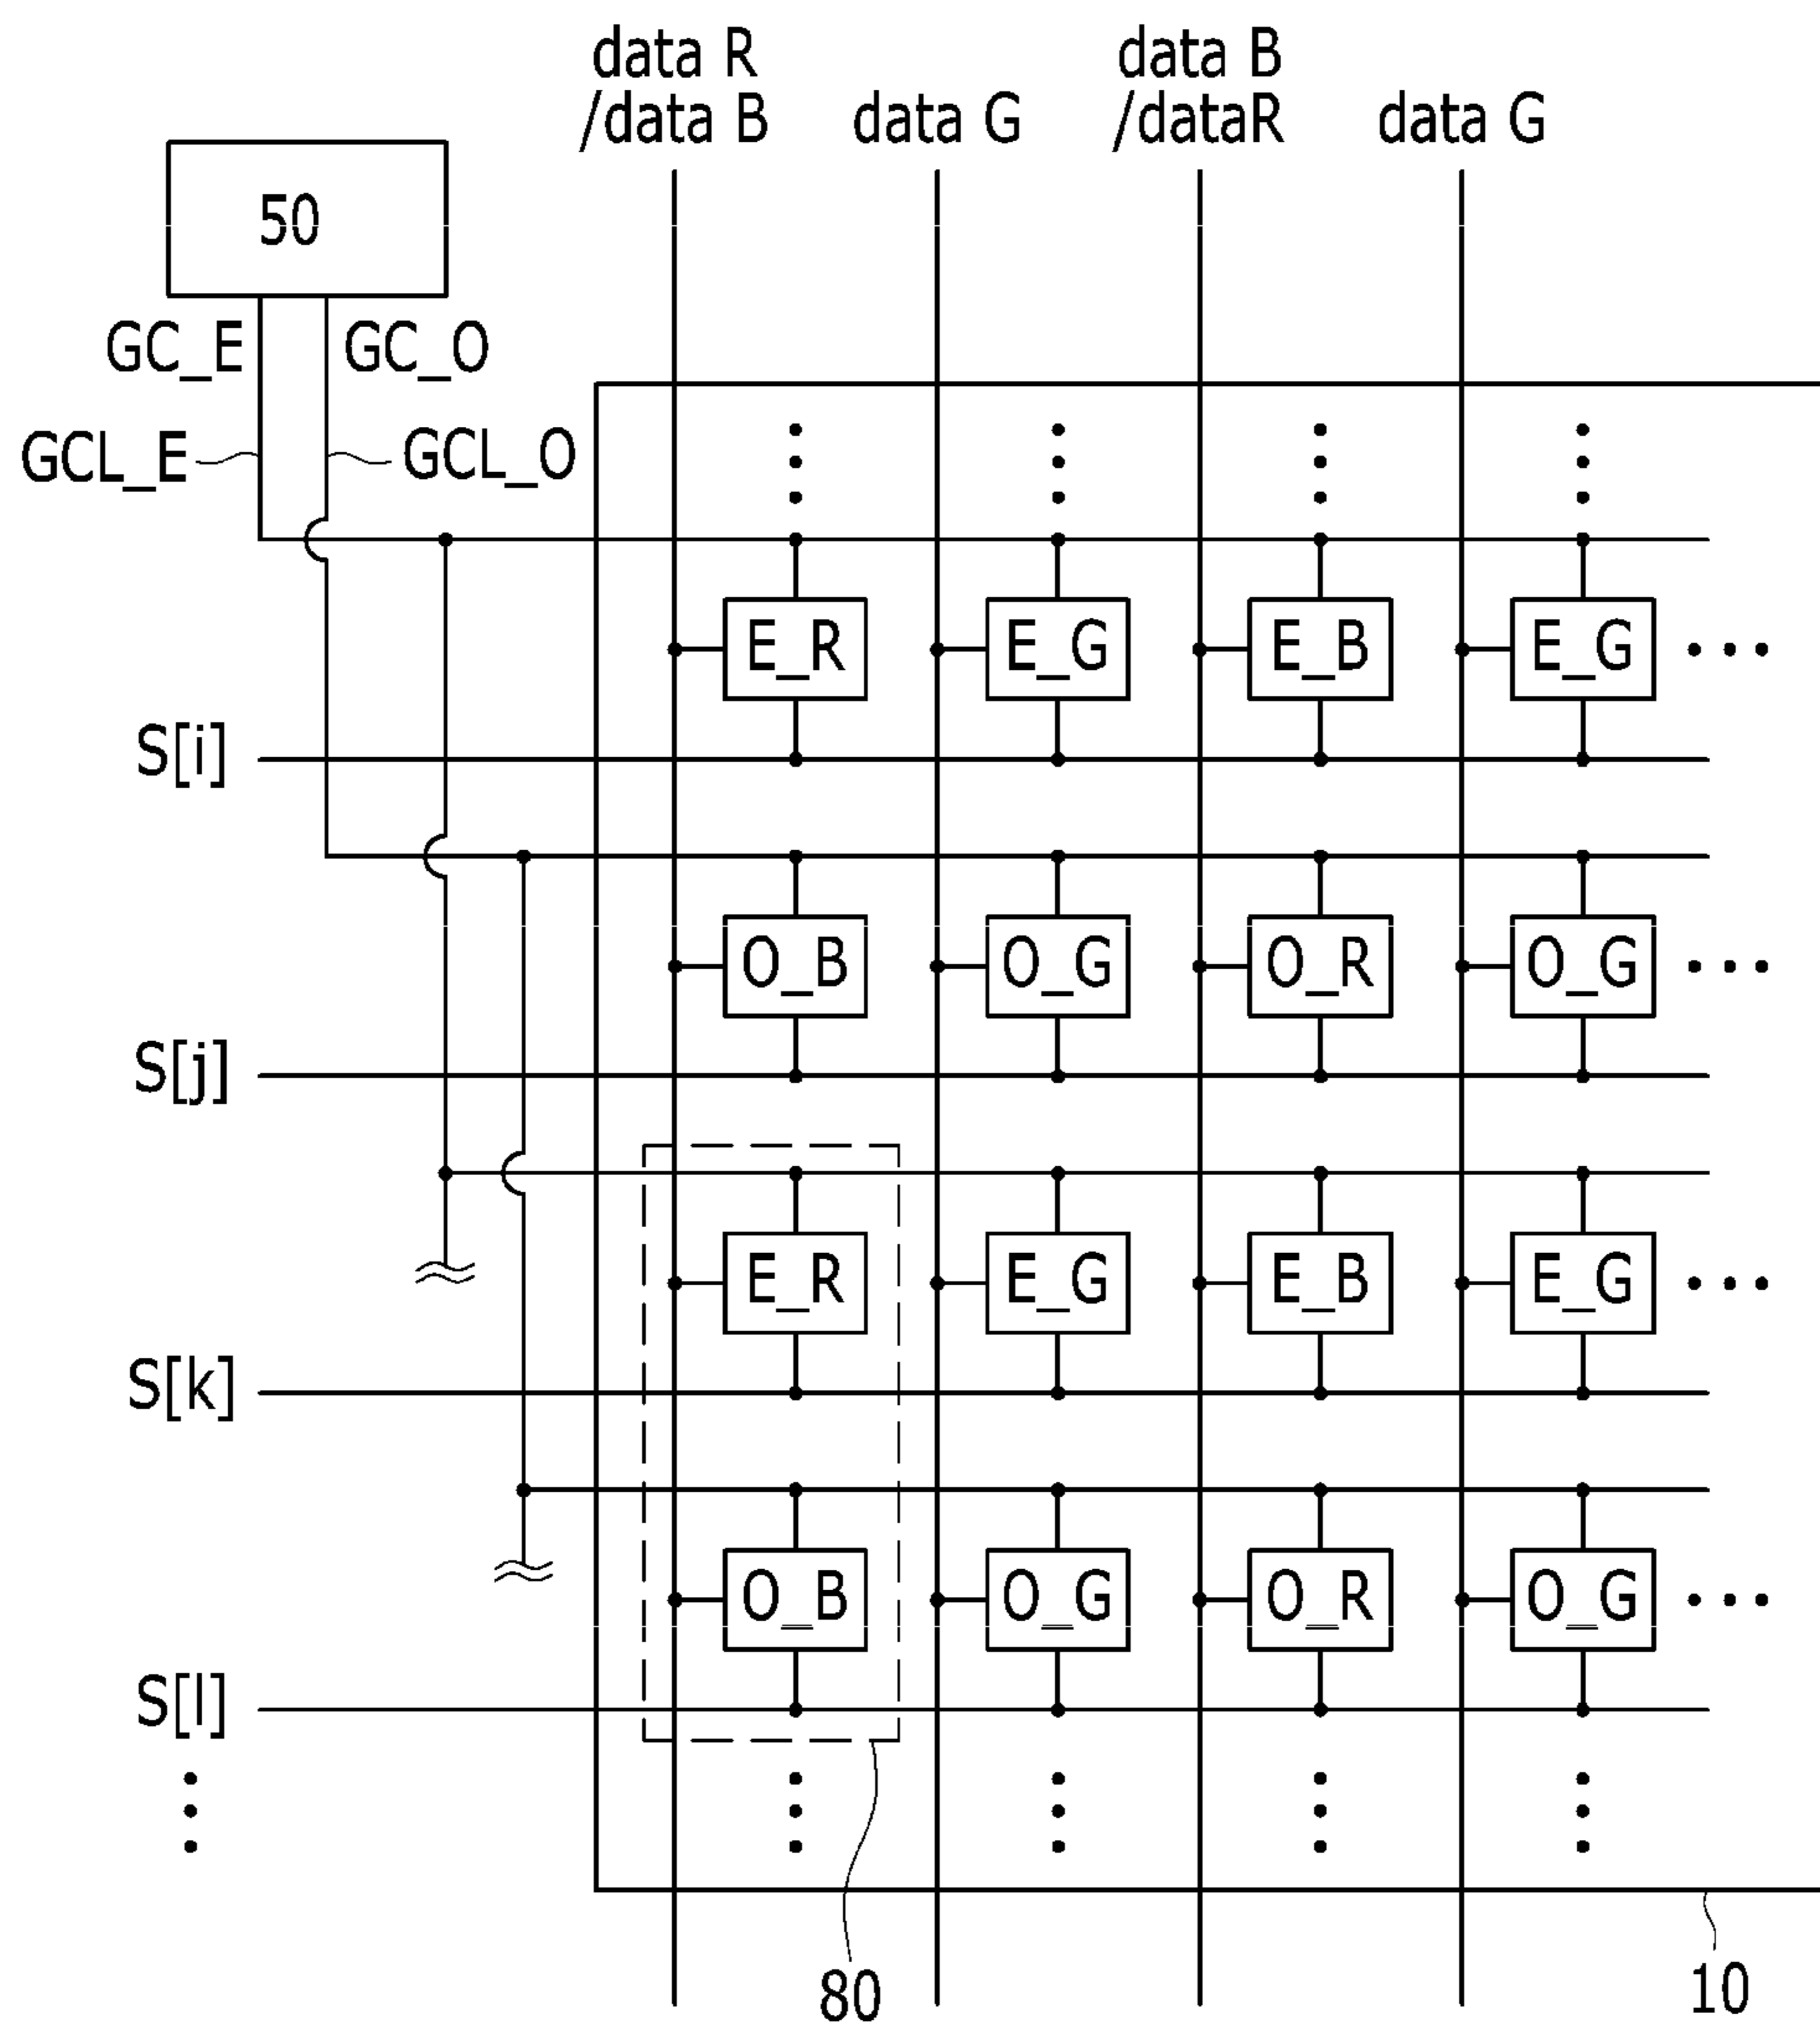 data R
/data B
data G
data B
/dataR
data G
50
GC_E
GC_O
GCL_E
GCL_O
E_R
E_G
E_B
E_G
S[i]
O_B
O_G
O_R
O_G
S[j]
E_R
E_G
E_B
E_G
S[k]
O_B
O_G
O_R
O_G
S[l]
80
10